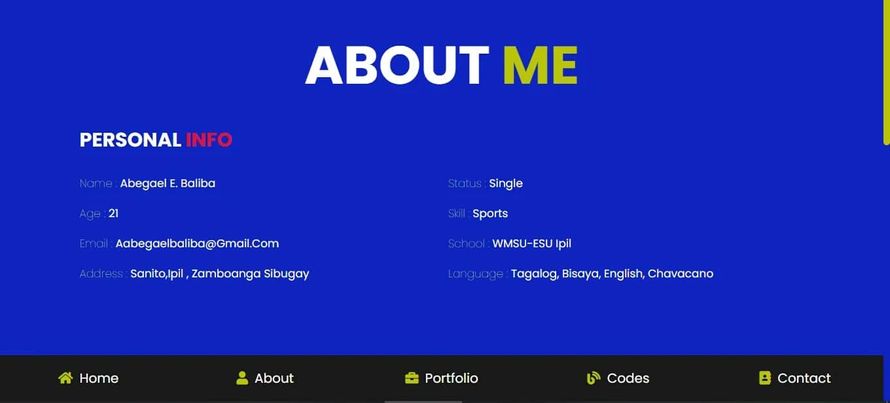 ABOUT ME
PERSONAL INFO
Name : Abegael E. Baliba
Age : 21
Email : Aabegaelbaliba@Gmail.Com
Address : Sanito,Ipil , Zamboanga Sibugay
Status : Single
Skill : Sports
School : WMSU-ESU Ipil
Language : Tagalog, Bisaya, English, Chavacano
Home About Portfolio Codes Contact